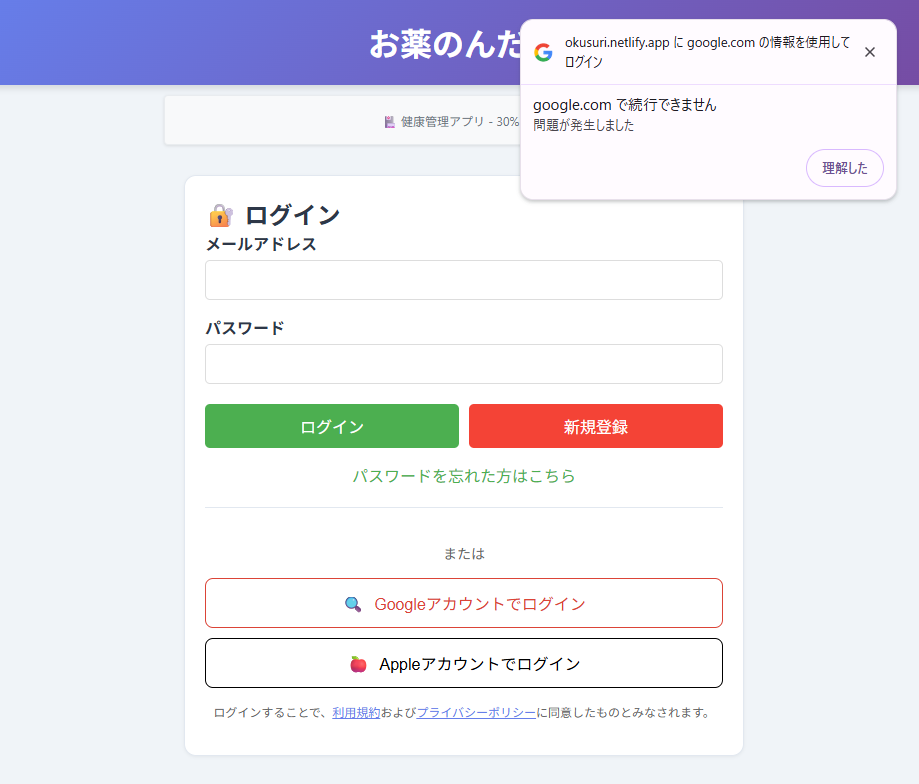 お薬のんだ
okusuri.netlify.app に google.com の情報を使用して
ログイン
google.com で続行できません
問題が発生しました
理解した
健康管理アプリ - 30%
ログイン
メールアドレス
パスワード
ログイン
新規登録
パスワードを忘れた方はこちら
または
Googleアカウントでログイン
Appleアカウントでログイン
ログインすることで、利用規約およびプライバシーポリシーに同意したものとみなされます。